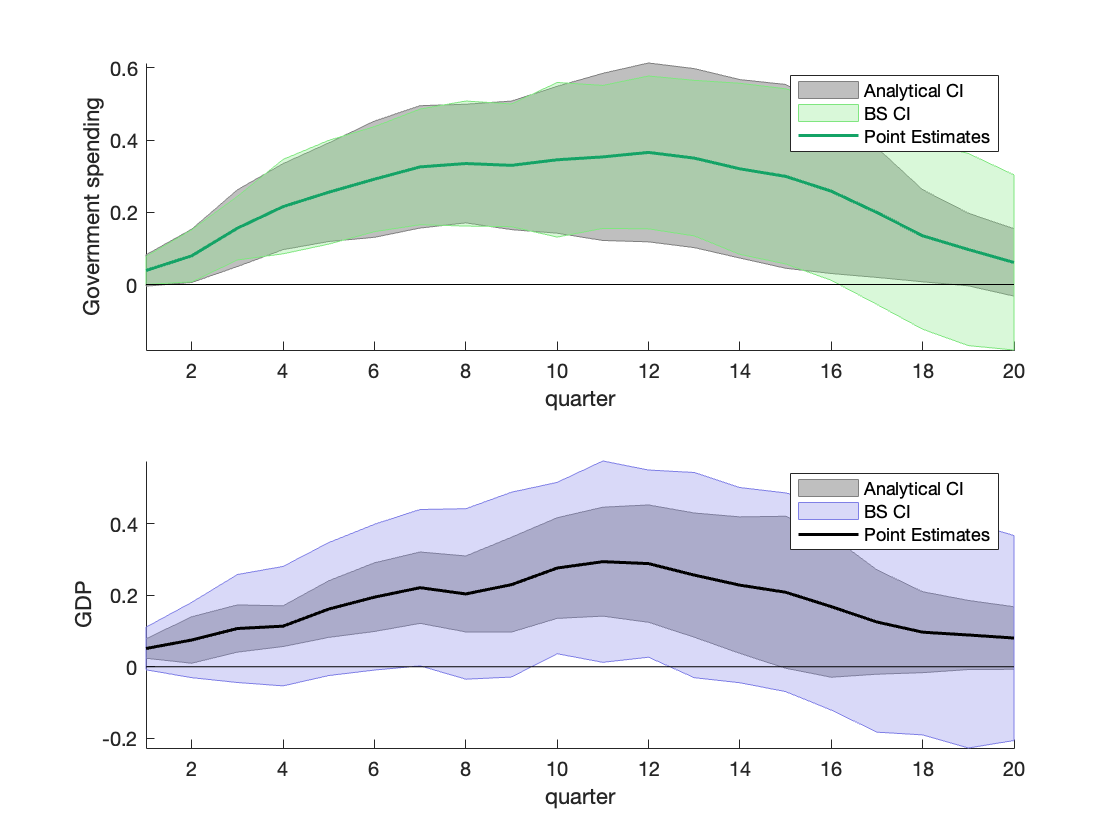 Government spending
0.6
0.4
0.2
0
Analytical CI
BS CI
Point Estimates
2 4 6 8 10 12 14 16 18 20
quarter
GDP
0.4
0.2
0
-0.2
Analytical CI
BS CI
Point Estimates
2 4 6 8 10 12 14 16 18 20
quarter